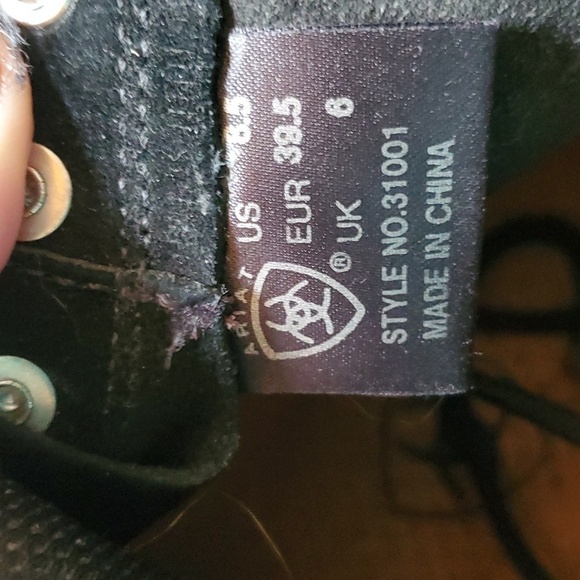 ARIAT
US 8.5
EUR 39.5
® UK 6
STYLE NO.31001
MADE IN CHINA